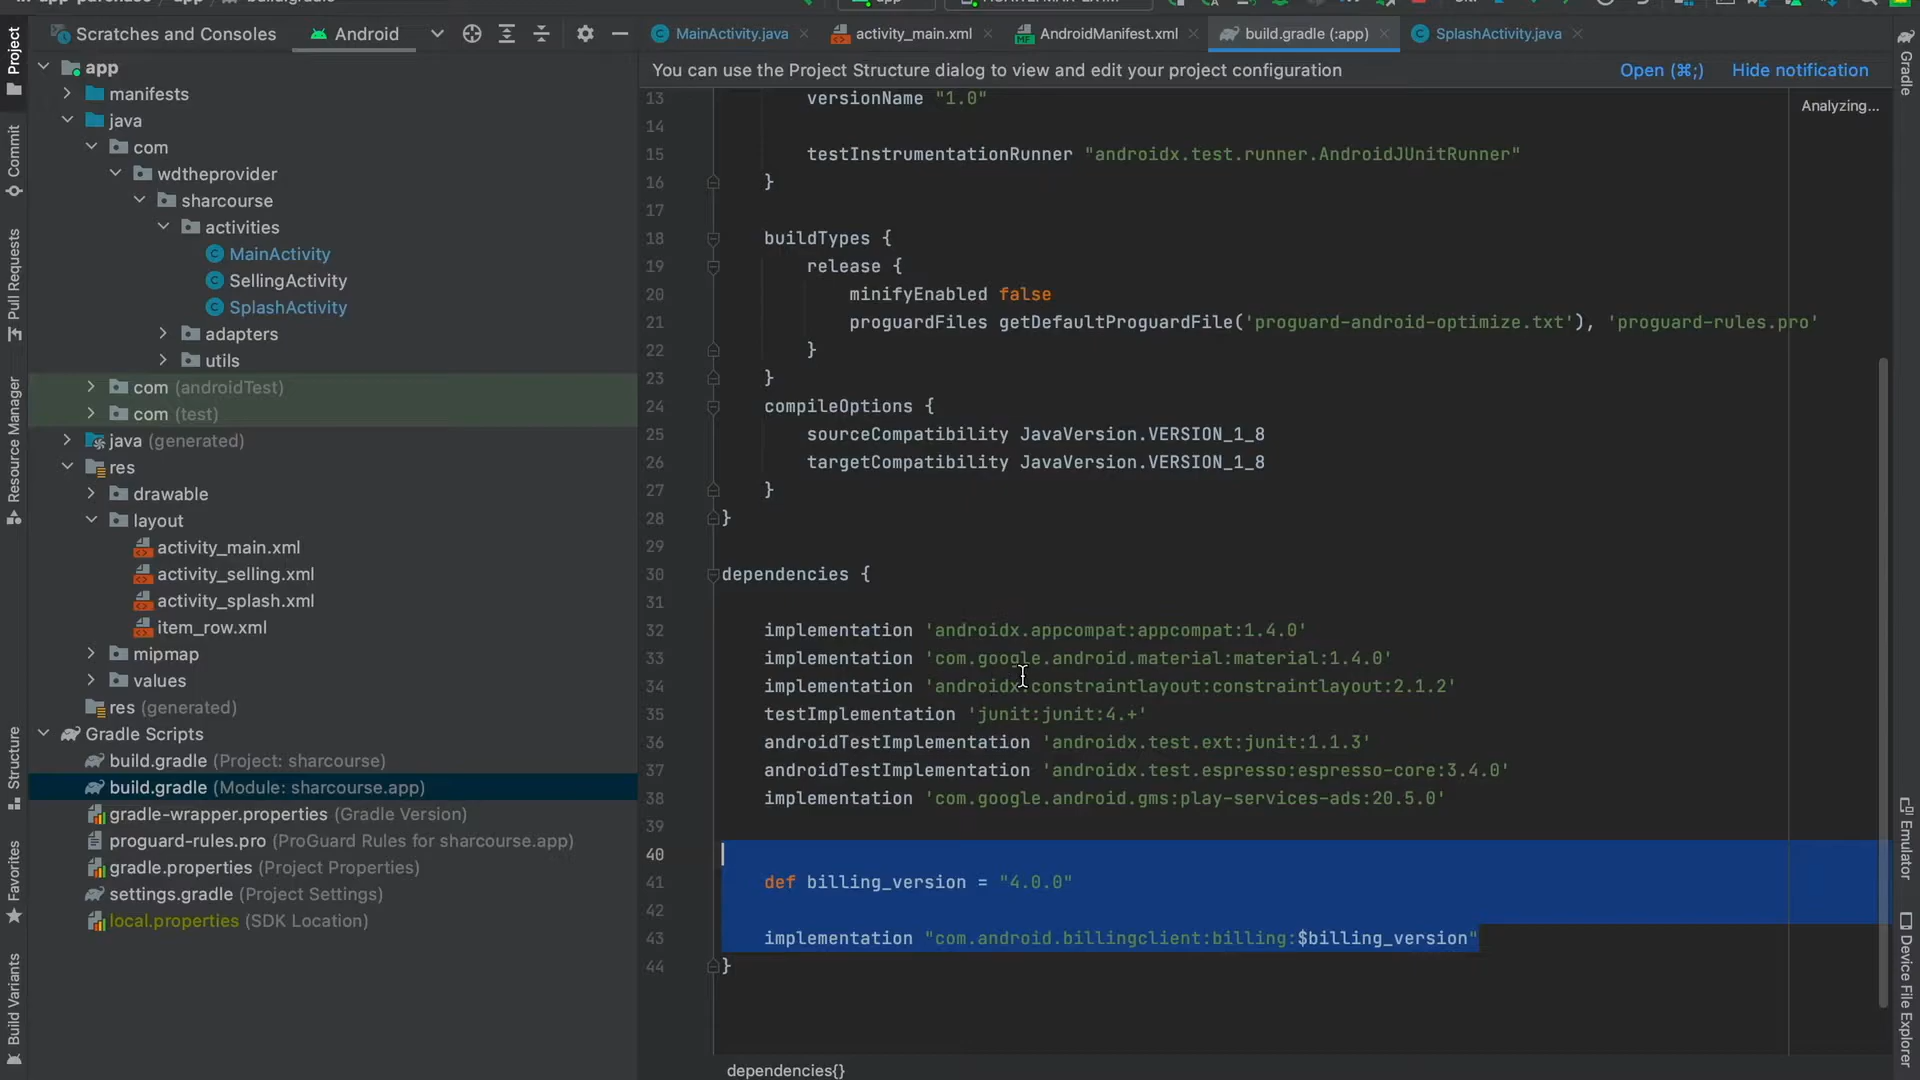 Scratches and Consoles
Android
MainActivity.java
activity_main.xml
AndroidManifest.xml
build.gradle (:app)
SplashActivity.java
You can use the Project Structure dialog to view and edit your project configuration
Open (⌘;)
Hide notification
Analyzing...
Project
Commit
Pull Requests
Resource Manager
Structure
Favorites
Build Variants
app
manifests
java
com
wdtheprovider
sharcourse
activities
MainActivity
SellingActivity
SplashActivity
adapters
utils
com (androidTest)
com (test)
java (generated)
res
drawable
layout
activity_main.xml
activity_selling.xml
activity_splash.xml
item_row.xml
mipmap
values
res (generated)
Gradle Scripts
build.gradle (Project: sharcourse)
build.gradle (Module: sharcourse.app)
gradle-wrapper.properties (Gradle Version)
proguard-rules.pro (ProGuard Rules for sharcourse.app)
gradle.properties (Project Properties)
settings.gradle (Project Settings)
local.properties (SDK Location)
13 versionName "1.0"
14
15 testInstrumentationRunner "androidx.test.runner.AndroidJUnitRunner"
16 }
17
18 buildTypes {
19 release {
20 minifyEnabled false
21 proguardFiles getDefaultProguardFile('proguard-android-optimize.txt'), 'proguard-rules.pro'
22 }
23 }
24 compileOptions {
25 sourceCompatibility JavaVersion.VERSION_1_8
26 targetCompatibility JavaVersion.VERSION_1_8
27 }
28 }
29
30 dependencies {
31
32 implementation 'androidx.appcompat:appcompat:1.4.0'
33 implementation 'com.google.android.material:material:1.4.0'
34 implementation 'androidx.constraintlayout:constraintlayout:2.1.2'
35 testImplementation 'junit:junit:4.+'
36 androidTestImplementation 'androidx.test.ext:junit:1.1.3'
37 androidTestImplementation 'androidx.test.espresso:espresso-core:3.4.0'
38 implementation 'com.google.android.gms:play-services-ads:20.5.0'
39
40
41 def billing_version = "4.0.0"
42
43 implementation "com.android.billingclient:billing:$billing_version"
44 }
dependencies{}
Gradle
Emulator
Device File Explorer